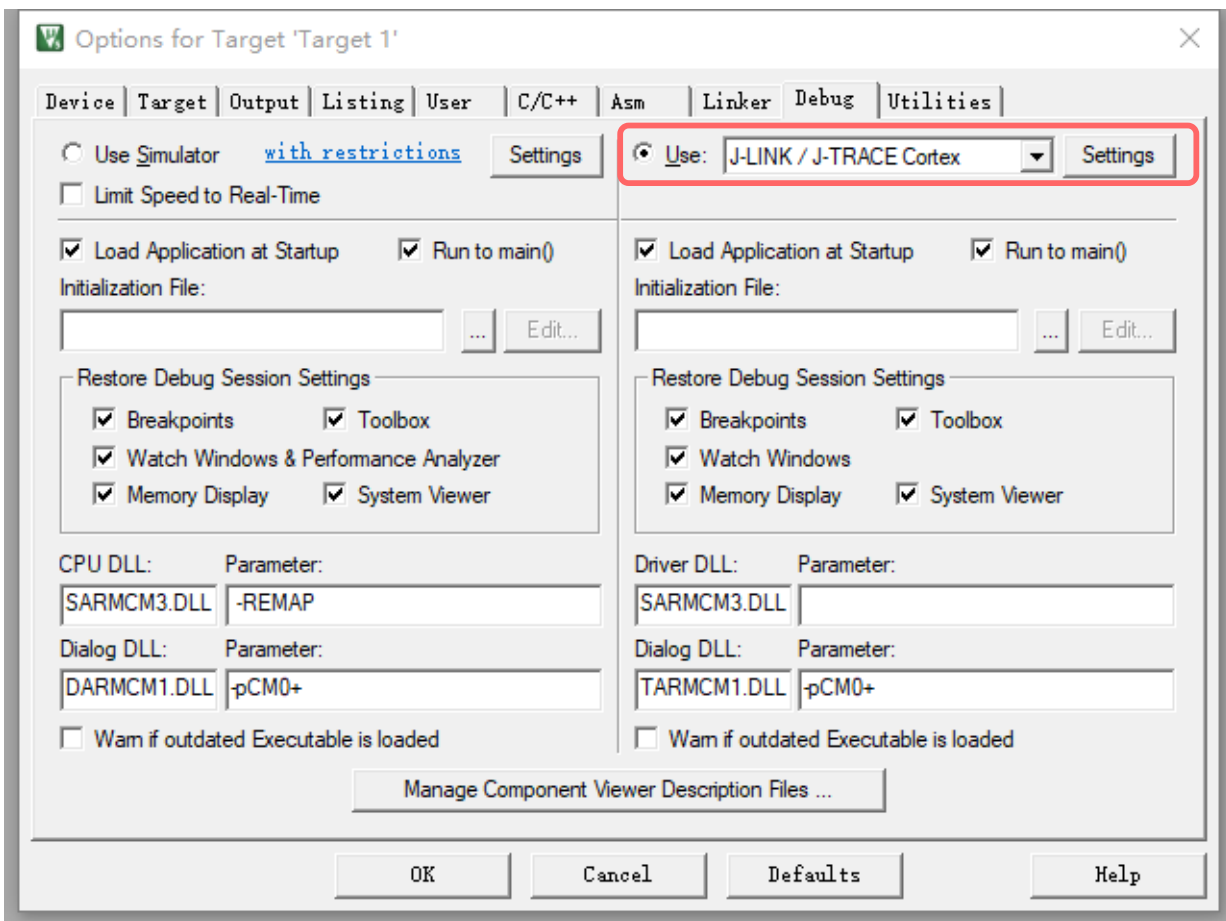 Options for Target 'Target 1'
Device Target Output Listing User C/C++ Asm Linker Debug Utilities
Use Simulator with restrictions Settings
Limit Speed to Real-Time
Use: J-LINK / J-TRACE Cortex Settings
Load Application at Startup Run to main()
Initialization File:
... Edit...
Restore Debug Session Settings
Breakpoints Toolbox
Watch Windows & Performance Analyzer
Memory Display System Viewer
CPU DLL: Parameter:
SARMCM3.DLL -REMAP
Dialog DLL: Parameter:
DARMCM1.DLL -pCM0+
Warn if outdated Executable is loaded
Load Application at Startup Run to main()
Initialization File:
... Edit...
Restore Debug Session Settings
Breakpoints Toolbox
Watch Windows
Memory Display System Viewer
Driver DLL: Parameter:
SARMCM3.DLL
Dialog DLL: Parameter:
TARMCM1.DLL -pCM0+
Warn if outdated Executable is loaded
Manage Component Viewer Description Files ...
OK Cancel Defaults Help